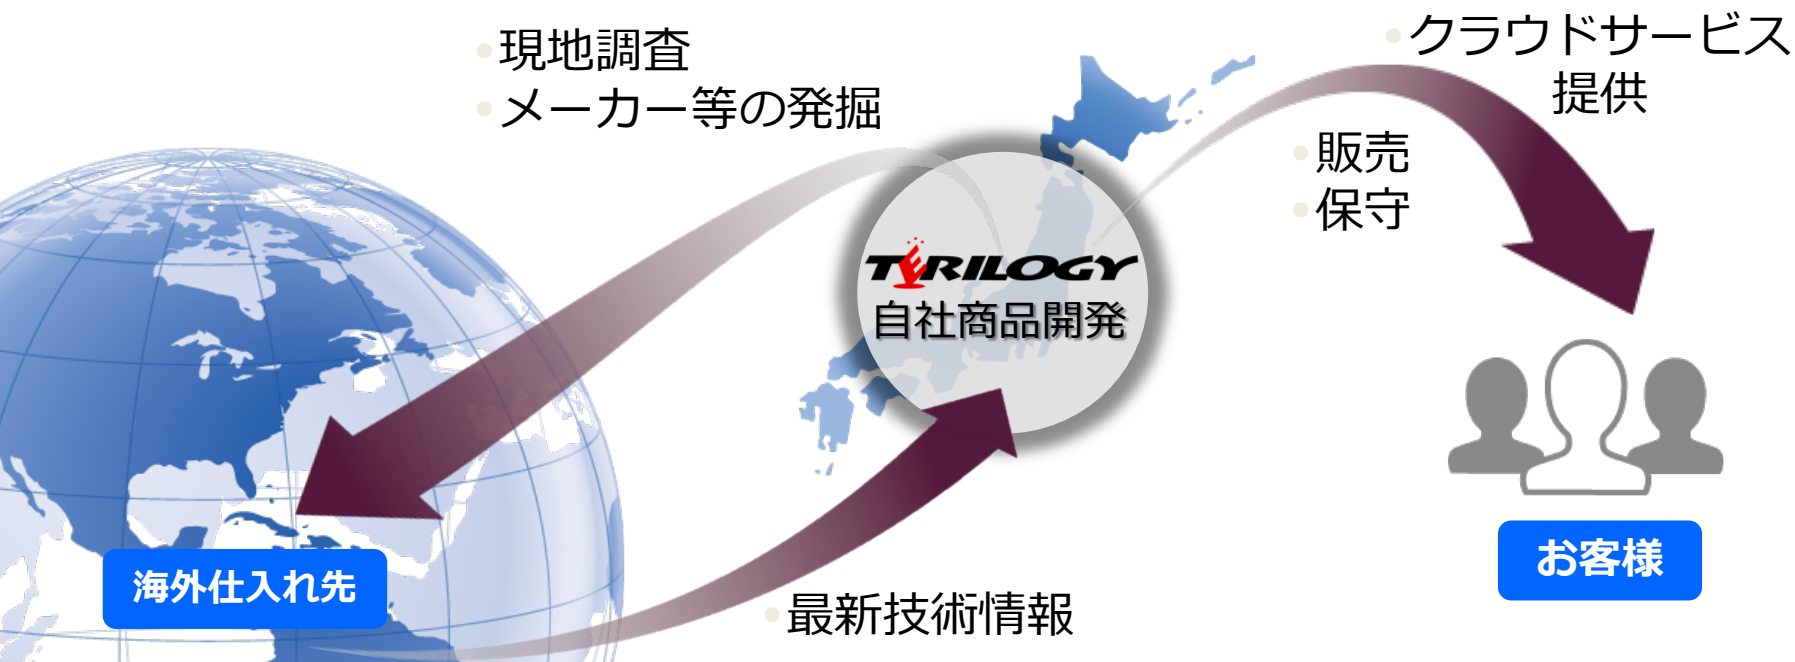 ・現地調査
・メーカー等の発掘
・クラウドサービス
提供
・販売
・保守
TERILOGY
自社商品開発
海外仕入れ先
・最新技術情報
お客様